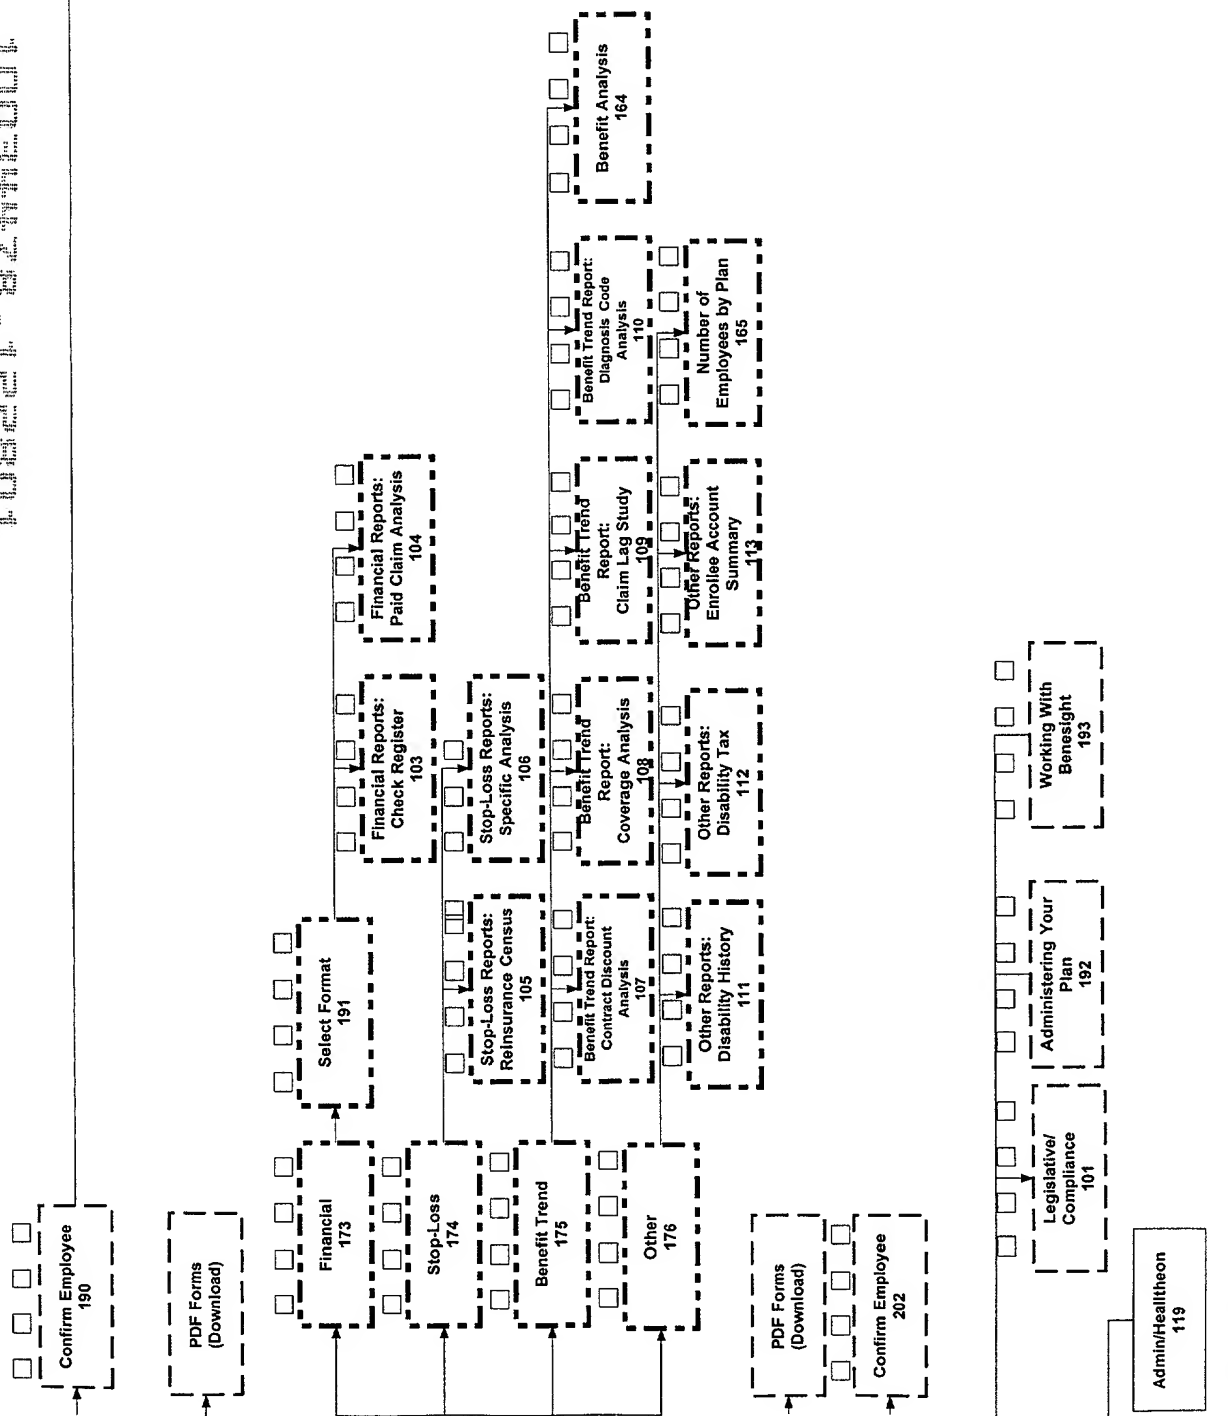 Confirm Employee
190
PDF Forms
(Download)
Financial
173
Select Format
191
Financial Reports:
Check Register
103
Financial Reports:
Paid Claim Analysis
104
Stop-Loss
174
Stop-Loss Reports:
ReInsurance Census
105
Stop-Loss Reports:
Specific Analysis
106
Benefit Trend
175
Benefit Trend Report:
Contract Discount
Analysis
107
Benefit Trend
Report:
Coverage Analysis
108
Benefit Trend
Report:
Claim Lag Study
109
Benefit Trend Report:
Diagnosis Code
Analysis
110
Benefit Analysis
164
Other
176
Other Reports:
Disability History
111
Other Reports:
Disability Tax
112
Other Reports:
Enrollee Account
Summary
113
Number of
Employees by Plan
165
PDF Forms
(Download)
Confirm Employee
202
Legislative/
Compliance
101
Administering Your
Plan
192
Working With
Benesight
193
Admin/Healtheon
119